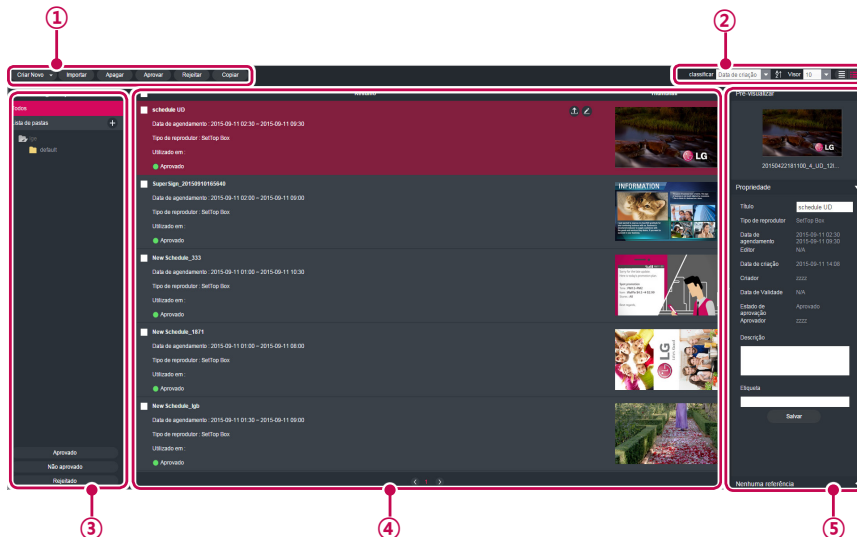 ①
②
Criar Novo
Importar
Apagar
Aprovar
Rejeitar
Copiar
classificar
Data de criação
Visor
10
Todos
Lista de pastas
+
default
Aprovado
Não aprovado
Rejeitado
schedule UD
Data de agendamento : 2015-09-11 02:30 ~ 2015-09-11 09:30
Tipo de reprodutor : SetTop Box
Utilizado em :
Aprovado
LG
SuperSign_20150910165640
Data de agendamento : 2015-09-11 02:00 ~ 2015-09-11 09:00
Tipo de reprodutor : SetTop Box
Utilizado em :
Aprovado
INFORMATION
New Schedule_333
Data de agendamento : 2015-09-11 01:00 ~ 2015-09-11 10:30
Tipo de reprodutor : SetTop Box
Utilizado em :
Aprovado
New Schedule_1871
Data de agendamento : 2015-09-11 01:00 ~ 2015-09-11 08:00
Tipo de reprodutor : SetTop Box
Utilizado em :
Aprovado
LG
New Schedule_lgb
Data de agendamento : 2015-09-11 01:30 ~ 2015-09-11 09:00
Tipo de reprodutor : SetTop Box
Utilizado em :
Aprovado
< 1 >
Pré-visualizar
LG
20150422181100_4_UD_12l...
Propriedade
Título
schedule UD
Tipo de reprodutor
SetTop Box
Data de agendamento
2015-09-11 02:30
2015-09-11 09:30
Editor
N/A
Data de criação
2015-09-11 14:08
Criador
zzzz
Data de Validade
N/A
Estado de aprovação
Aprovado
Aprovador
zzzz
Descrição
Etiqueta
Salvar
Nenhuma referência
③
④
⑤